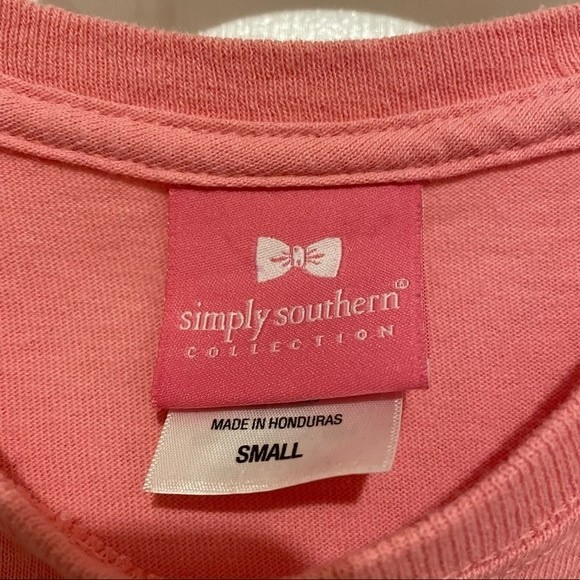 simply southern®
COLLECTION
MADE IN HONDURAS
SMALL